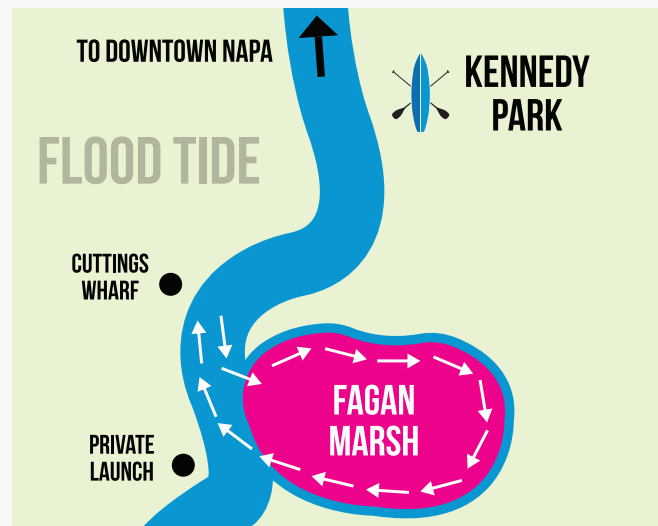 TO DOWNTOWN NAPA
KENNEDY
PARK
FLOOD TIDE
CUTTINGS
WHARF
FAGAN
MARSH
PRIVATE
LAUNCH